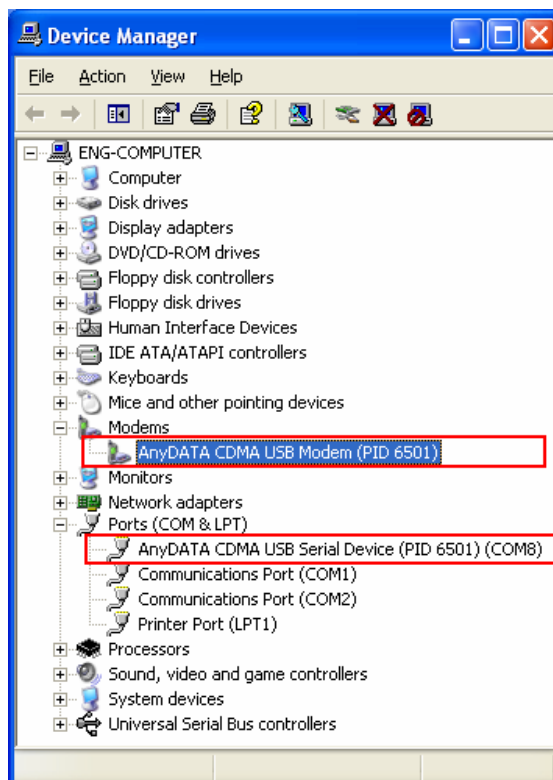 Device Manager
File Action View Help
ENG-COMPUTER
Computer
Disk drives
Display adapters
DVD/CD-ROM drives
Floppy disk controllers
Floppy disk drives
Human Interface Devices
IDE ATA/ATAPI controllers
Keyboards
Mice and other pointing devices
Modems
AnyDATA CDMA USB Modem (PID 6501)
Monitors
Network adapters
Ports (COM & LPT)
AnyDATA CDMA USB Serial Device (PID 6501) (COM8)
Communications Port (COM1)
Communications Port (COM2)
Printer Port (LPT1)
Processors
Sound, video and game controllers
System devices
Universal Serial Bus controllers